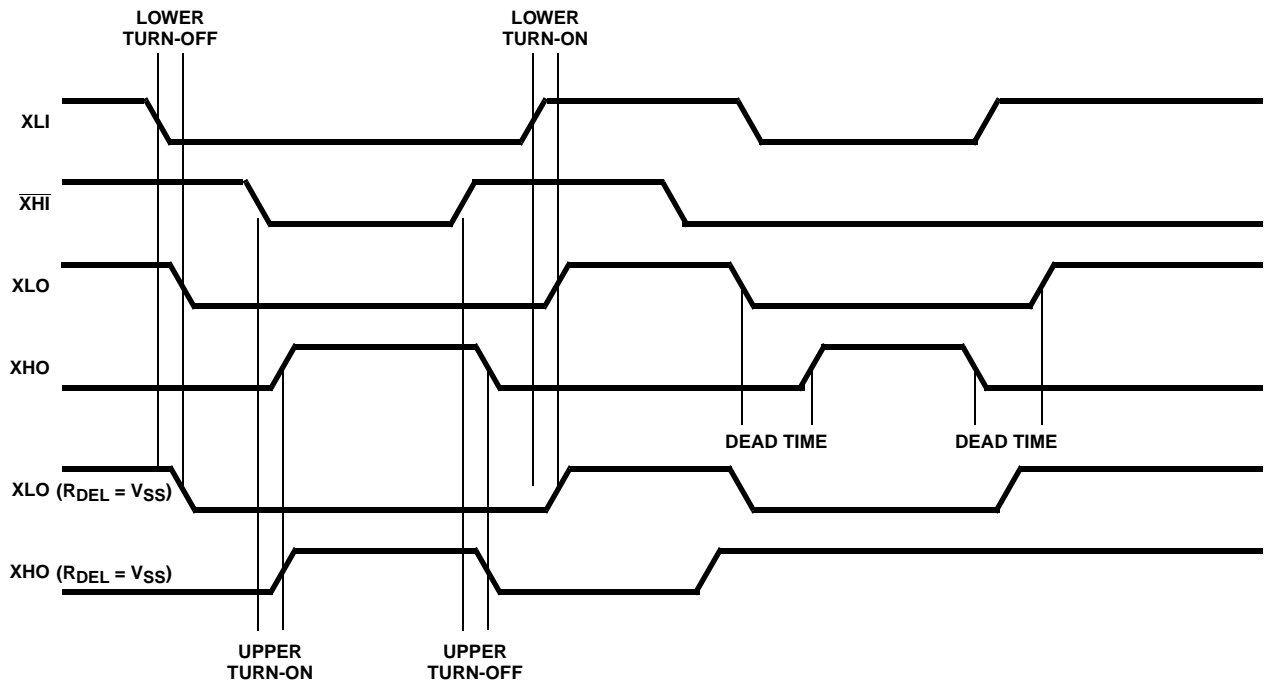 LOWER
TURN-OFF
LOWER
TURN-ON
XLI
X̅H̅I̅
XLO
XHO
DEAD TIME
DEAD TIME
XLO (RDEL = VSS)
XHO (RDEL = VSS)
UPPER
TURN-ON
UPPER
TURN-OFF